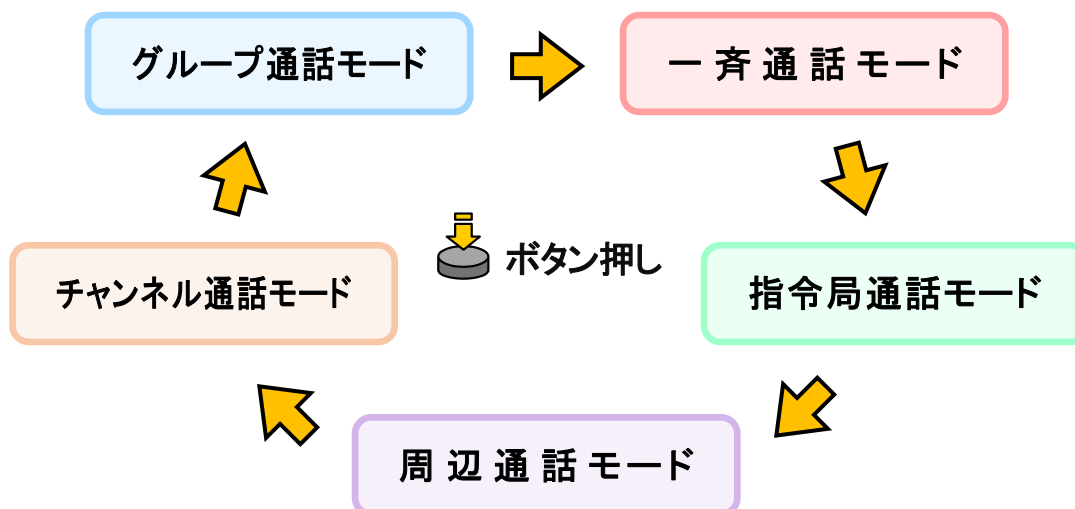 グループ通話モード
一斉通話モード
チャンネル通話モード
ボタン押し
指令局通話モード
周辺通話モード